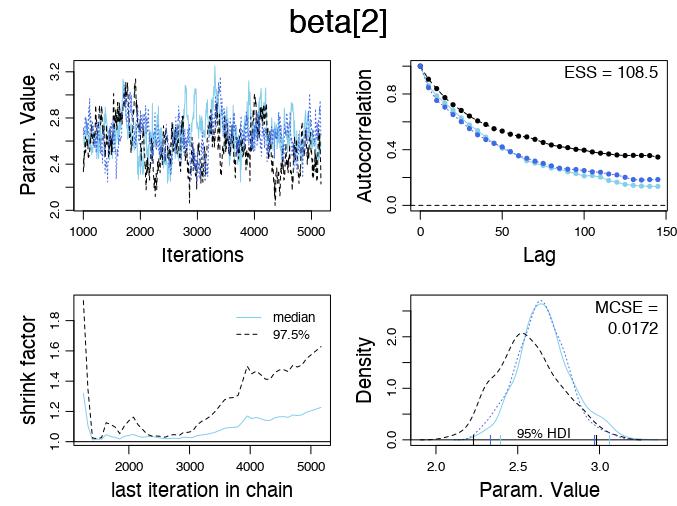 beta[2]
Param. Value
2.0 2.4 2.8 3.2
1000 2000 3000 4000 5000
Iterations
Autocorrelation
0.0 0.4 0.8
ESS = 108.5
0 50 100 150
Lag
shrink factor
1.0 1.2 1.4 1.6 1.8
median
97.5%
2000 3000 4000 5000
last iteration in chain
Density
0.0 1.0 2.0
MCSE =
0.0172
95% HDI
2.0 2.5 3.0
Param. Value